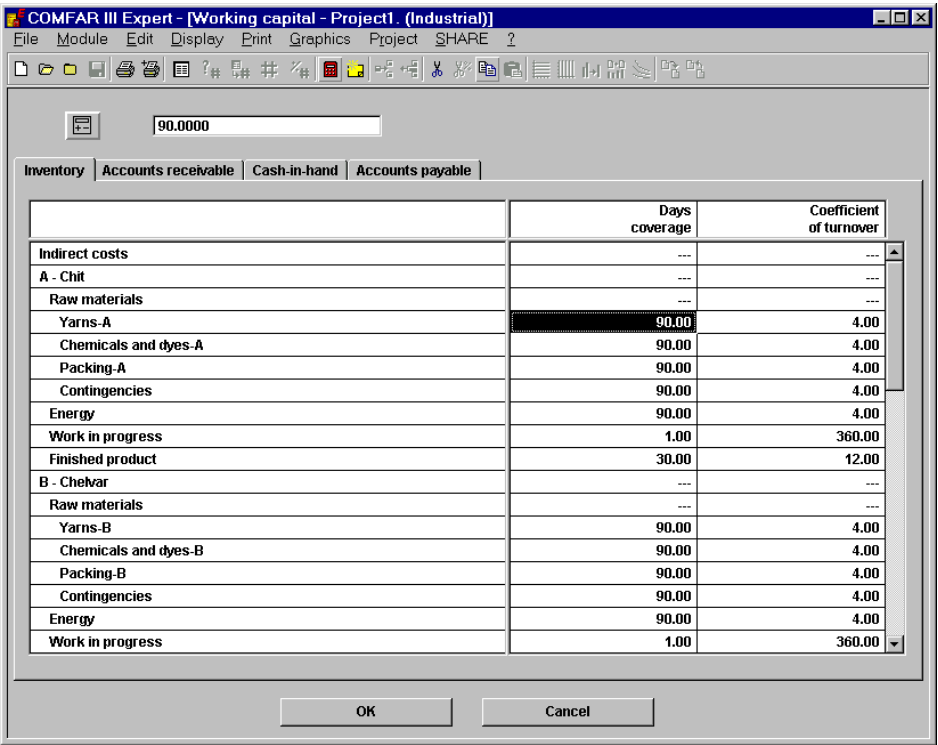 COMFAR III Expert - [Working capital - Project1. (Industrial)]
File Module Edit Display Print Graphics Project SHARE ?
90.0000
Inventory Accounts receivable Cash-in-hand Accounts payable
Days coverage Coefficient of turnover
Indirect costs --- ---
A - Chit --- ---
Raw materials --- ---
Yarns-A 90.00 4.00
Chemicals and dyes-A 90.00 4.00
Packing-A 90.00 4.00
Contingencies 90.00 4.00
Energy 90.00 4.00
Work in progress 1.00 360.00
Finished product 30.00 12.00
B - Chelvar --- ---
Raw materials --- ---
Yarns-B 90.00 4.00
Chemicals and dyes-B 90.00 4.00
Packing-B 90.00 4.00
Contingencies 90.00 4.00
Energy 90.00 4.00
Work in progress 1.00 360.00
OK Cancel